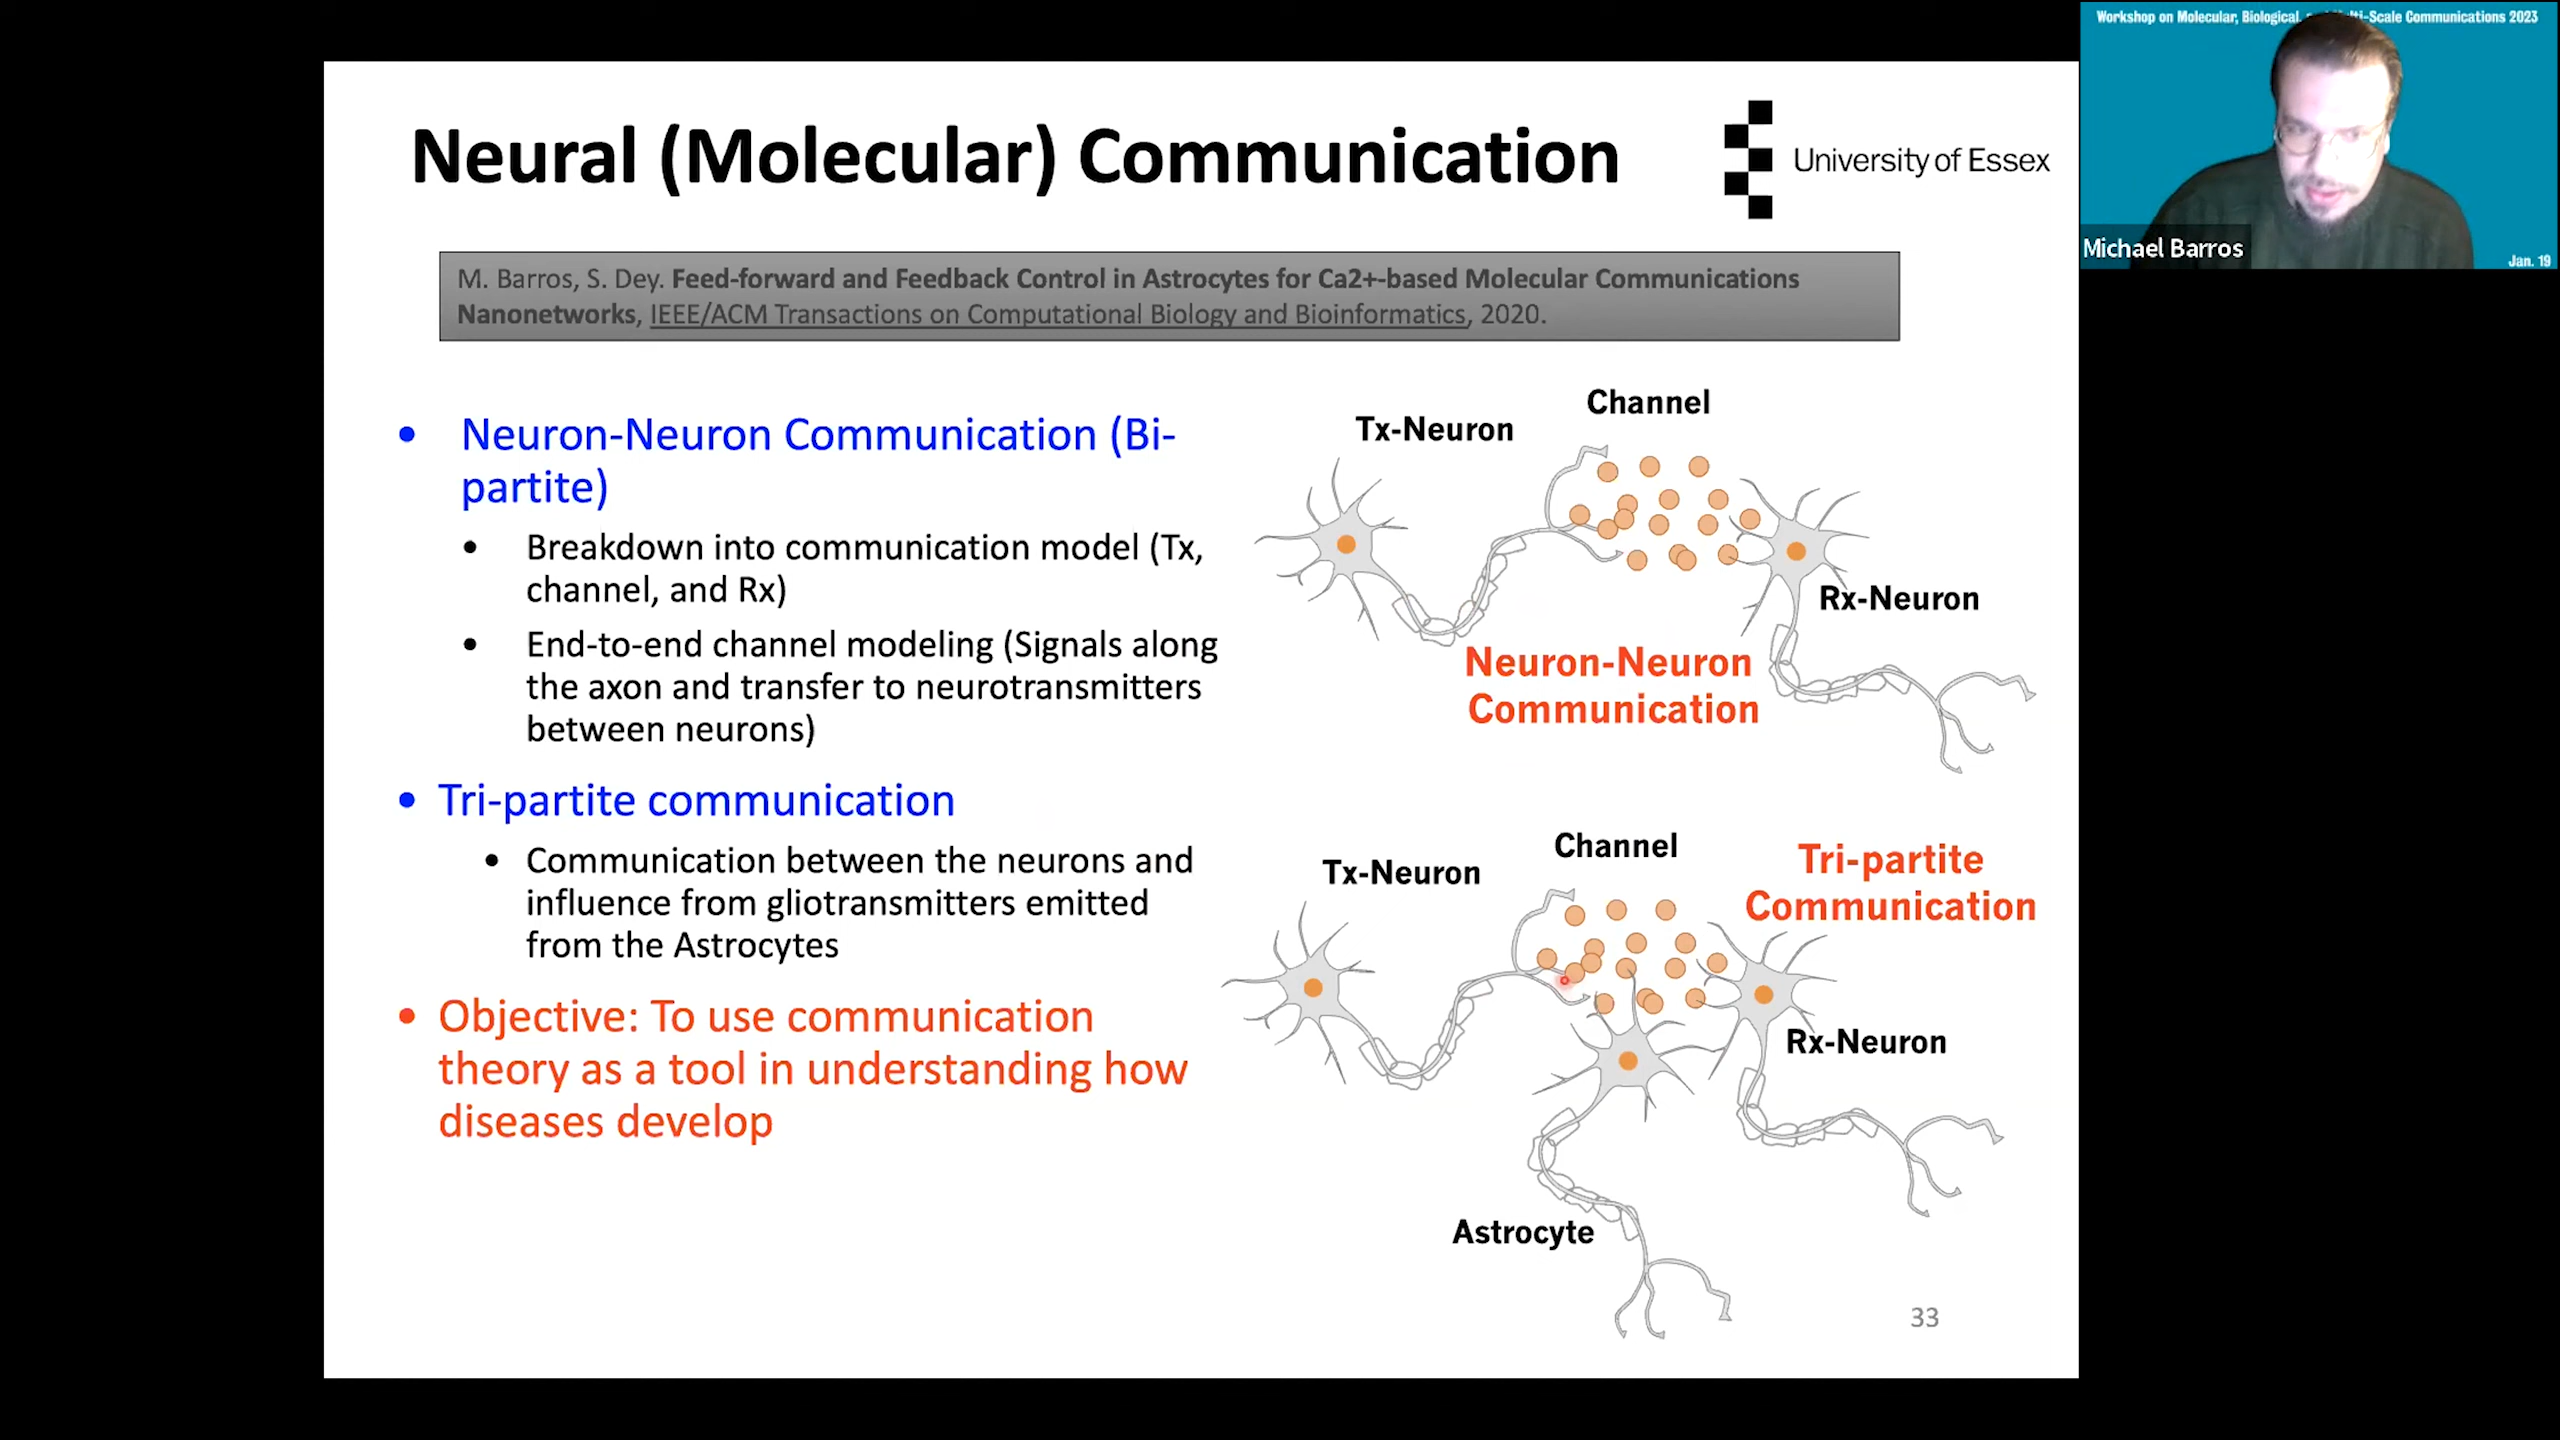 Neural (Molecular) Communication
University of Essex
M. Barros, S. Dey. Feed-forward and Feedback Control in Astrocytes for Ca2+-based Molecular Communications
Nanonetworks, IEEE/ACM Transactions on Computational Biology and Bioinformatics, 2020.
• Neuron-Neuron Communication (Bi-
partite)
• Breakdown into communication model (Tx,
channel, and Rx)
• End-to-end channel modeling (Signals along
the axon and transfer to neurotransmitters
between neurons)
• Tri-partite communication
• Communication between the neurons and
influence from gliotransmitters emitted
from the Astrocytes
• Objective: To use communication
theory as a tool in understanding how
diseases develop
Channel
Tx-Neuron
Rx-Neuron
Neuron-Neuron
Communication
Channel
Tx-Neuron
Tri-partite
Communication
Rx-Neuron
Astrocyte
33
Workshop on Molecular, Biological, ti-Scale Communications 2023
Michael Barros
Jan. 19